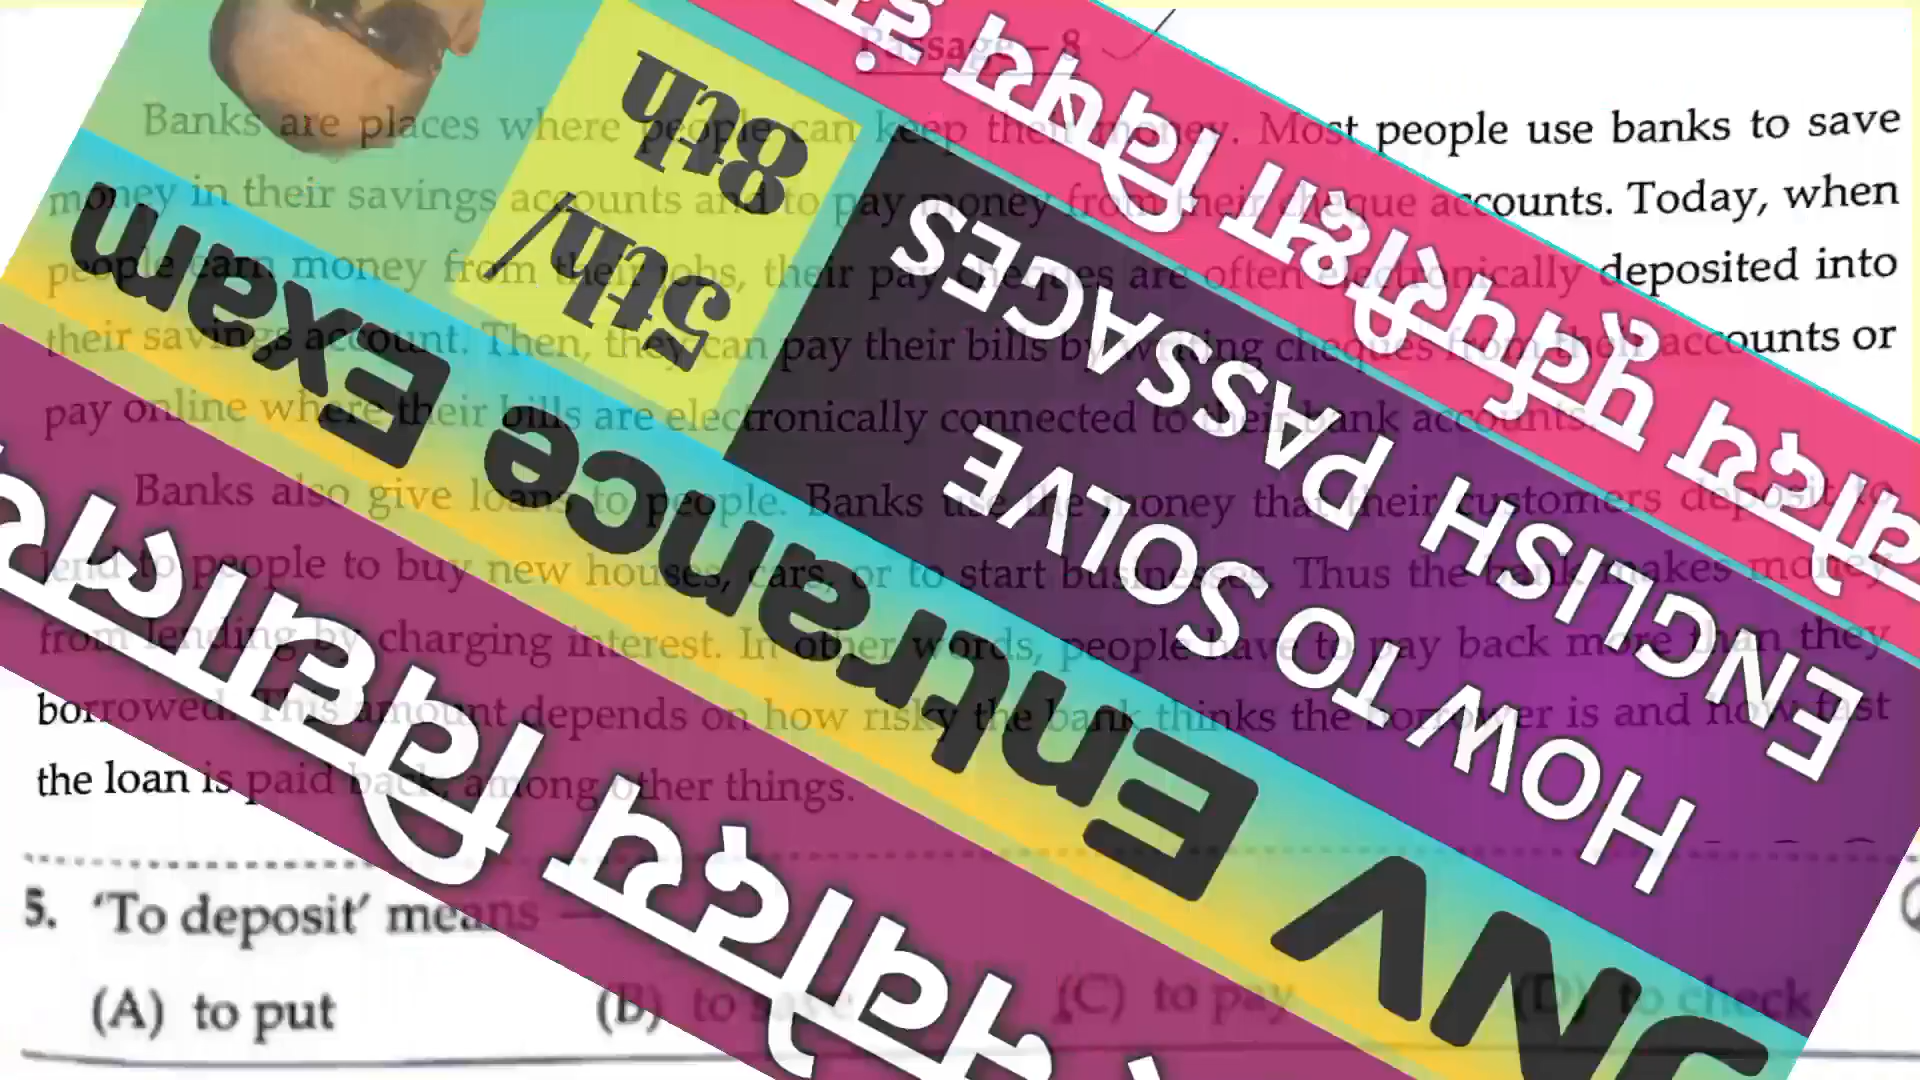 Passage – 8
Banks are places where people can keep their money. Most people use banks to save
money in their savings accounts and to pay money from their cheque accounts. Today, when
people earn money from their jobs, their pay cheques are often electronically deposited into
their savings account. Then, they can pay their bills by writing cheques from their accounts or
pay online where their bills are electronically connected to their bank accounts.
Banks also give loans to people. Banks use the money that their customers deposit to
lend to people to buy new houses, cars, or to start businesses. Thus the bank makes money
from lending by charging interest. In other words, people have to pay back more than they
borrowed. This amount depends on how risky the bank thinks the borrower is and how fast
the loan is paid back, among other things.
5. 'To deposit' means —
(A) to put (B) to save (C) to pay (D) to check
JNV Entrance Exam
HOW TO SOLVE
ENGLISH PASSAGES
5th/
8th
विद्यालय